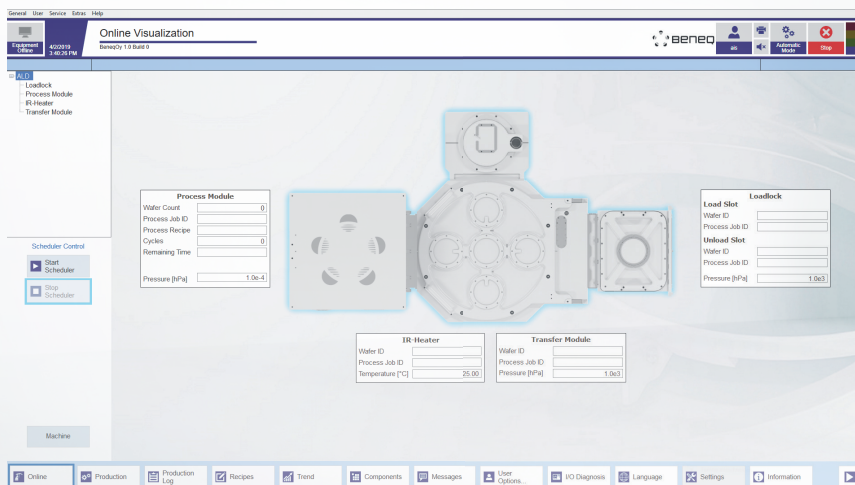 General User Service Extras Help
Equipment
Offline
4/2/2019
3:40:26 PM
Online Visualization
BeneqOy 1.0 Build 0
BENEQ
ais
Automatic
Mode
Stop
ALD
Loadlock
Process Module
IR-Heater
Transfer Module
Scheduler Control
Start
Scheduler
Stop
Scheduler
Machine
Process Module
Wafer Count 0
Process Job ID
Process Recipe
Cycles 0
Remaining Time
Pressure [hPa] 1.0e-4
Loadlock
Load Slot
Wafer ID
Process Job ID
Unload Slot
Wafer ID
Process Job ID
Pressure [hPa] 1.0e3
IR-Heater
Wafer ID
Process Job ID
Temperature [°C] 25.00
Transfer Module
Wafer ID
Process Job ID
Pressure [hPa] 1.0e3
Online
Production
Production
Log
Recipes
Trend
Components
Messages
User
Options...
I/O Diagnosis
Language
Settings
Information